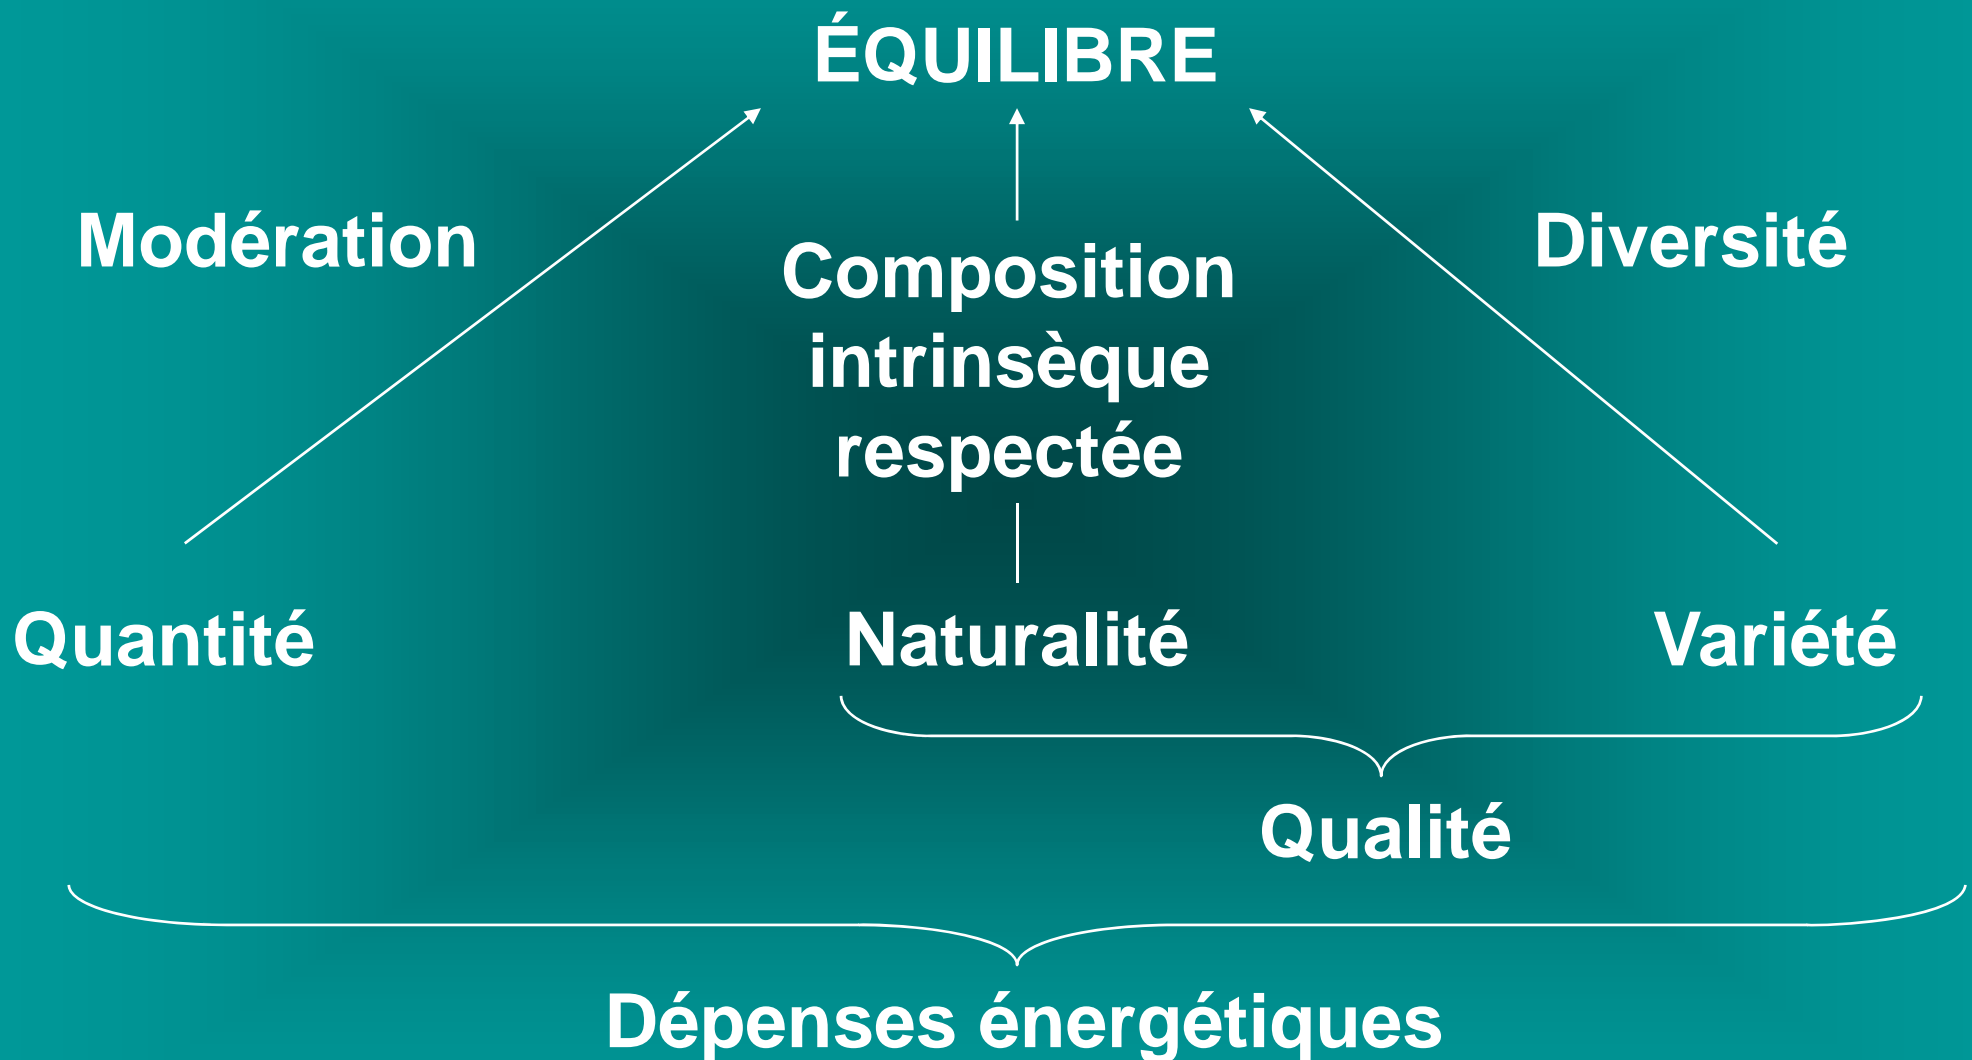 ÉQUILIBRE
Modération
Diversité
Composition
intrinsèque
respectée
Quantité
Naturalité
Variété
Qualité
Dépenses énergétiques